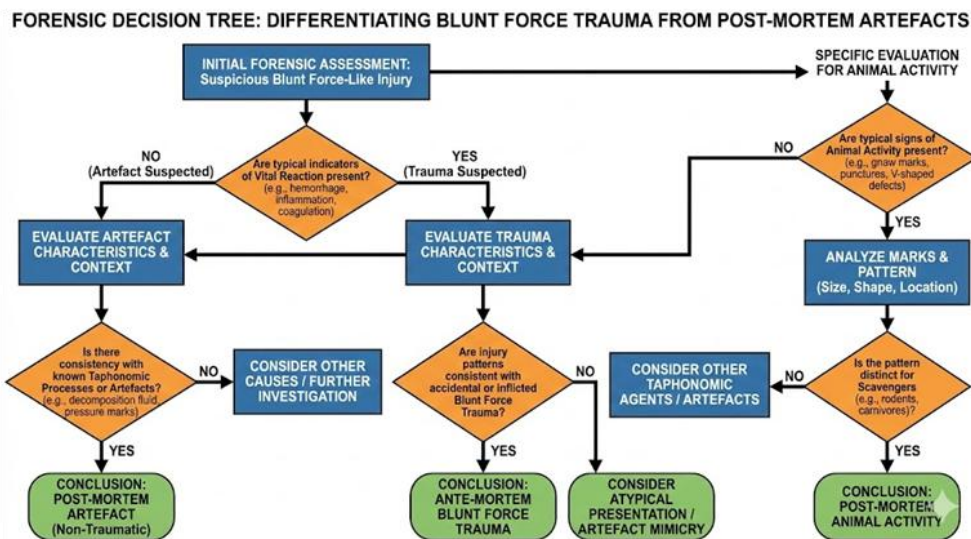 FORENSIC DECISION TREE: DIFFERENTIATING BLUNT FORCE TRAUMA FROM POST-MORTEM ARTEFACTS
INITIAL FORENSIC ASSESSMENT:
Suspicious Blunt Force-Like Injury
SPECIFIC EVALUATION
FOR ANIMAL ACTIVITY
NO
(Artefact Suspected)
Are typical indicators
of Vital Reaction present?
(e.g., hemorrhage,
inflammation,
coagulation)
YES
(Trauma Suspected)
NO
Are typical signs of
Animal Activity present?
(e.g., gnaw marks,
punctures, V-shaped
defects)
YES
EVALUATE ARTEFACT
CHARACTERISTICS &
CONTEXT
EVALUATE TRAUMA
CHARACTERISTICS &
CONTEXT
ANALYZE MARKS &
PATTERN
(Size, Shape, Location)
Is there
consistency with
known Taphonomic
Processes or Artefacts?
(e.g., decomposition fluid,
pressure marks)
NO
CONSIDER OTHER
CAUSES / FURTHER
INVESTIGATION
Are injury
patterns
consistent with
accidental or inflicted
Blunt Force
Trauma?
NO
CONSIDER OTHER
TAPHONOMIC
AGENTS / ARTEFACTS
NO
Is the pattern
distinct for
Scavengers
(e.g., rodents,
carnivores)?
YES
YES
YES
CONCLUSION:
POST-MORTEM
ARTEFACT
(Non-Traumatic)
CONCLUSION:
ANTE-MORTEM
BLUNT FORCE
TRAUMA
CONSIDER
ATYPICAL
PRESENTATION /
ARTEFACT MIMICRY
CONCLUSION:
POST-MORTEM
ANIMAL ACTIVITY